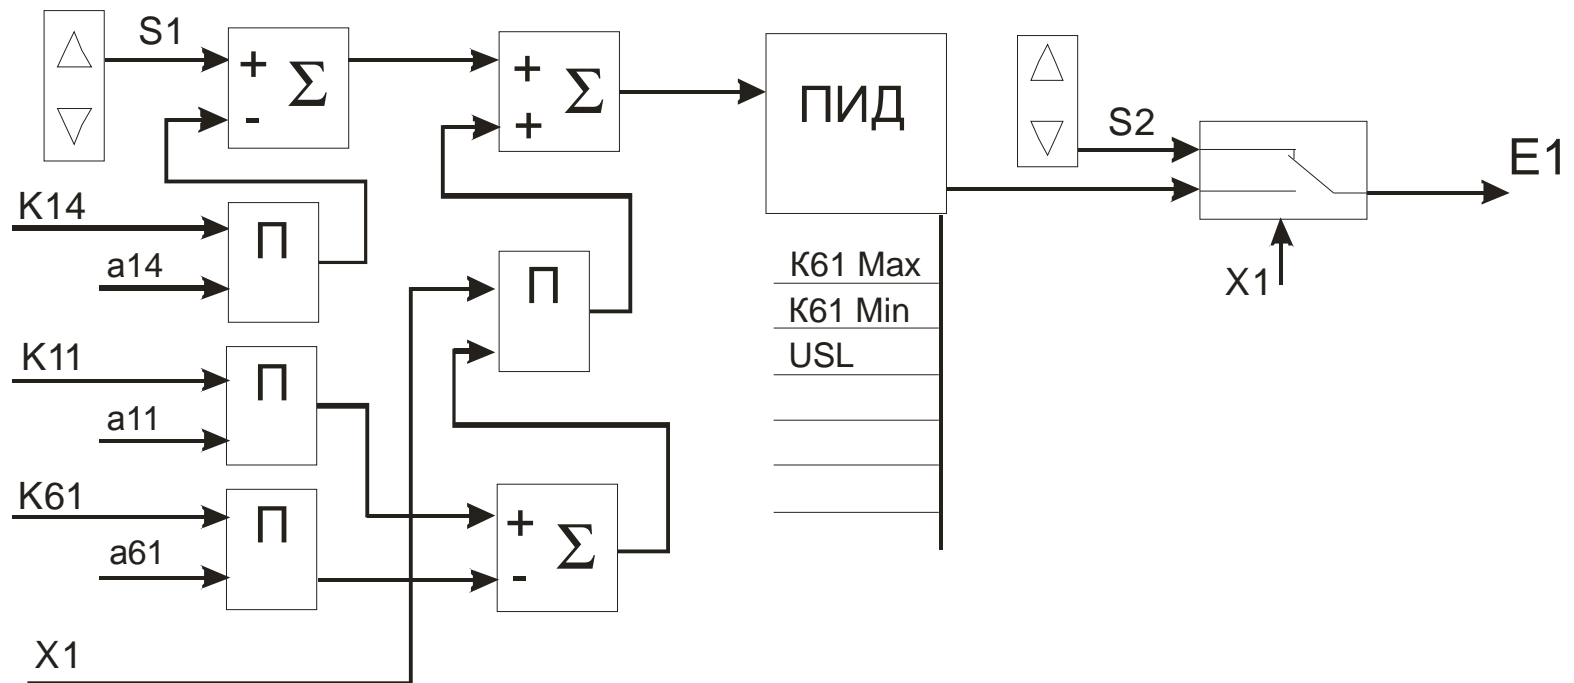 S1
+
Σ
-
+
Σ
+
ПИД
S2
E1
K14
a14
П
K11
a11
П
K61
a61
П
X1
П
+
Σ
-
K61 Max
K61 Min
USL
X1